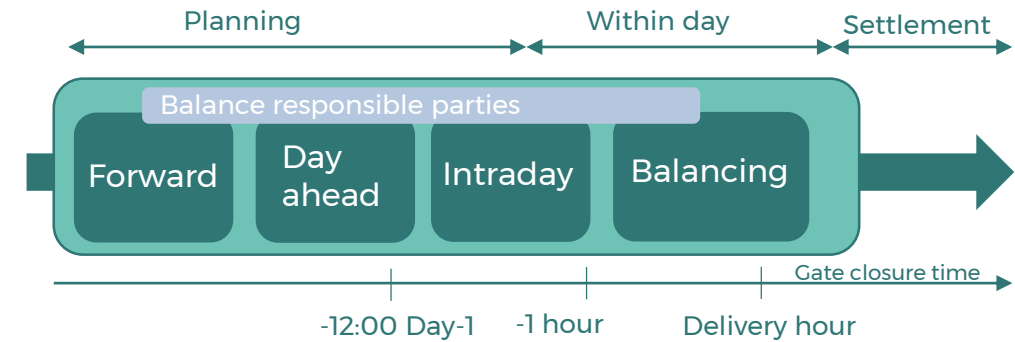 Planning
Within day
Settlement
Balance responsible parties
Forward
Day
ahead
Intraday
Balancing
Gate closure time
-12:00 Day-1
-1 hour
Delivery hour